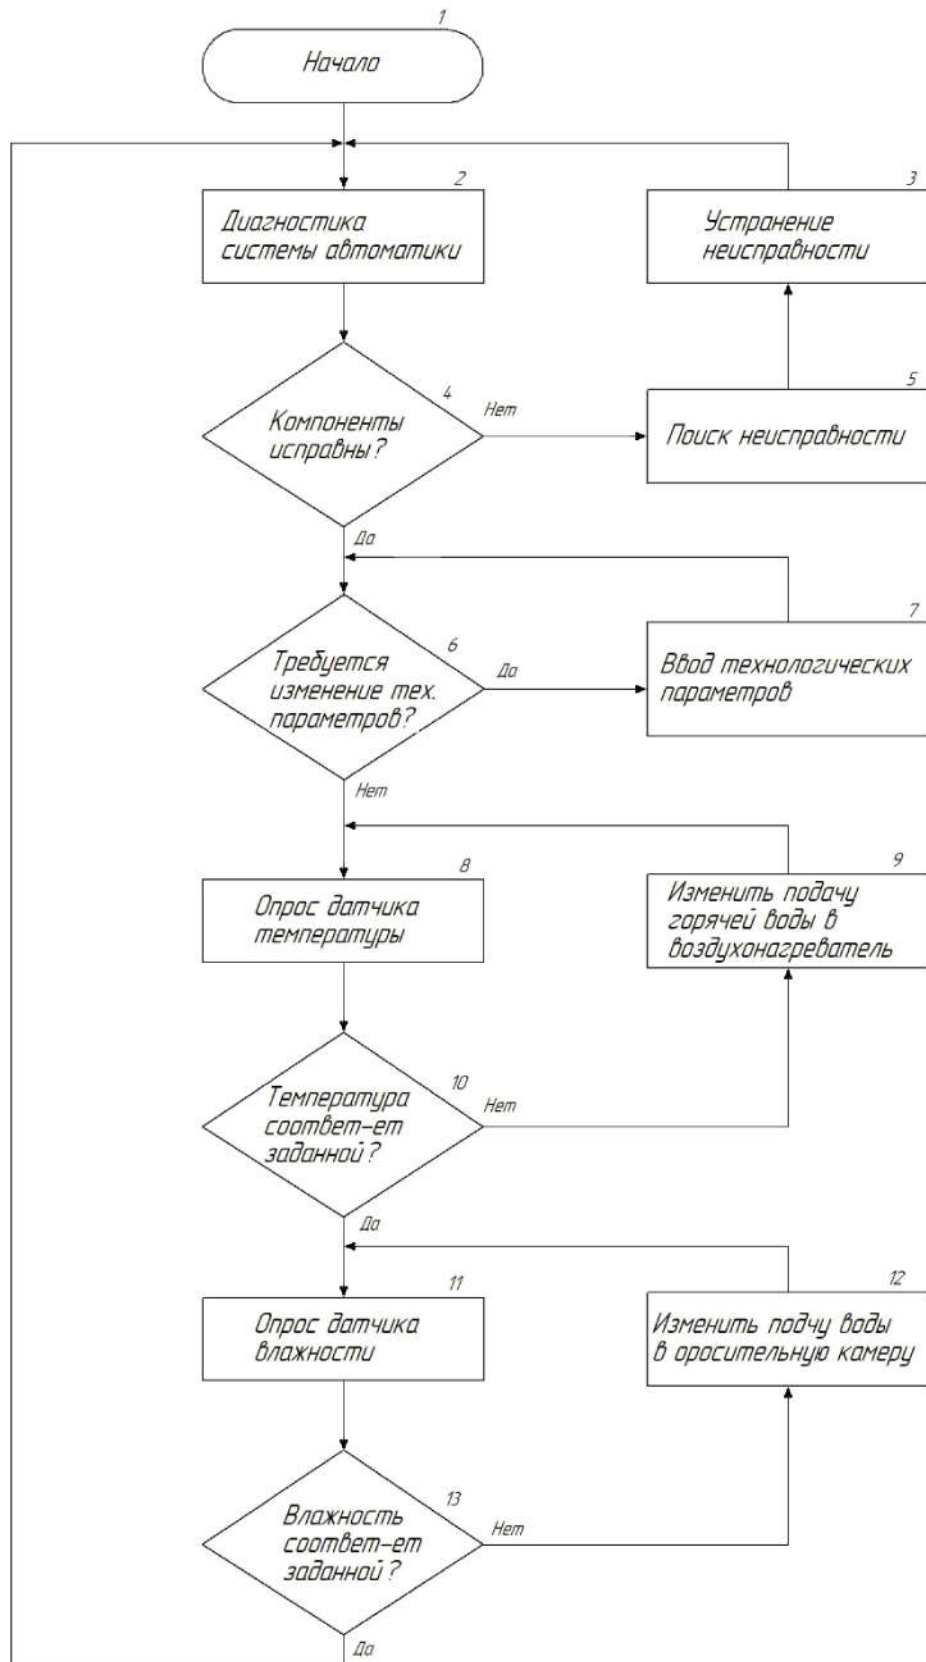 1
Начало
2
Диагностика
системы автоматики
3
Устранение
неисправности
4
Компоненты
исправны?
Нет
5
Поиск неисправности
Да
6
Требуется
изменение тех.
параметров?
Да
7
Ввод технологических
параметров
Нет
8
Опрос датчика
температуры
9
Изменить подачу
горячей воды в
воздухонагреватель
10
Температура
соответ-ет
заданной?
Нет
Да
11
Опрос датчика
влажности
12
Изменить подчу воды
в оросительную камеру
13
Влажность
соответ-ет
заданной?
Нет
Да